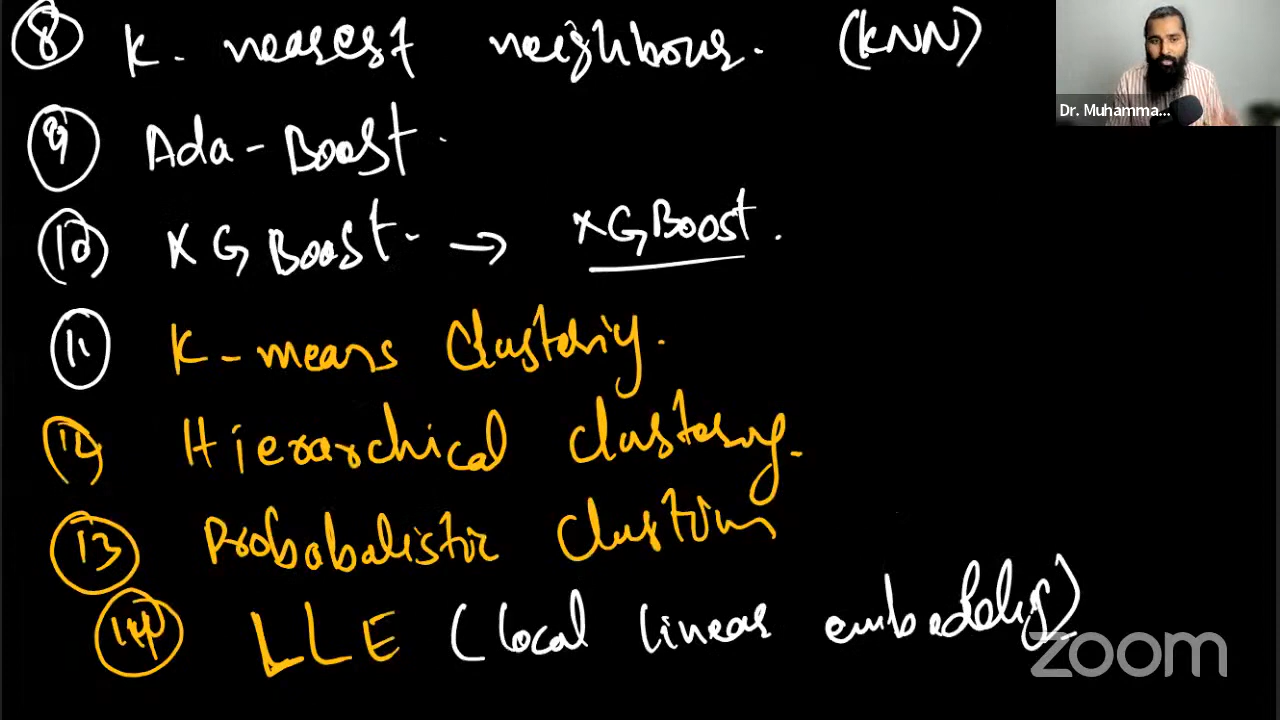 8 K- nearest neighbour. (KNN)
Dr. Muhamma...
9 Ada-Boost.
10 XGBoost. → XGBoost.
11 K-means Clustering.
12 Hierarchical clustering.
13 Probabalistic Clustering
14 LLE (local linear embedding)
zoom